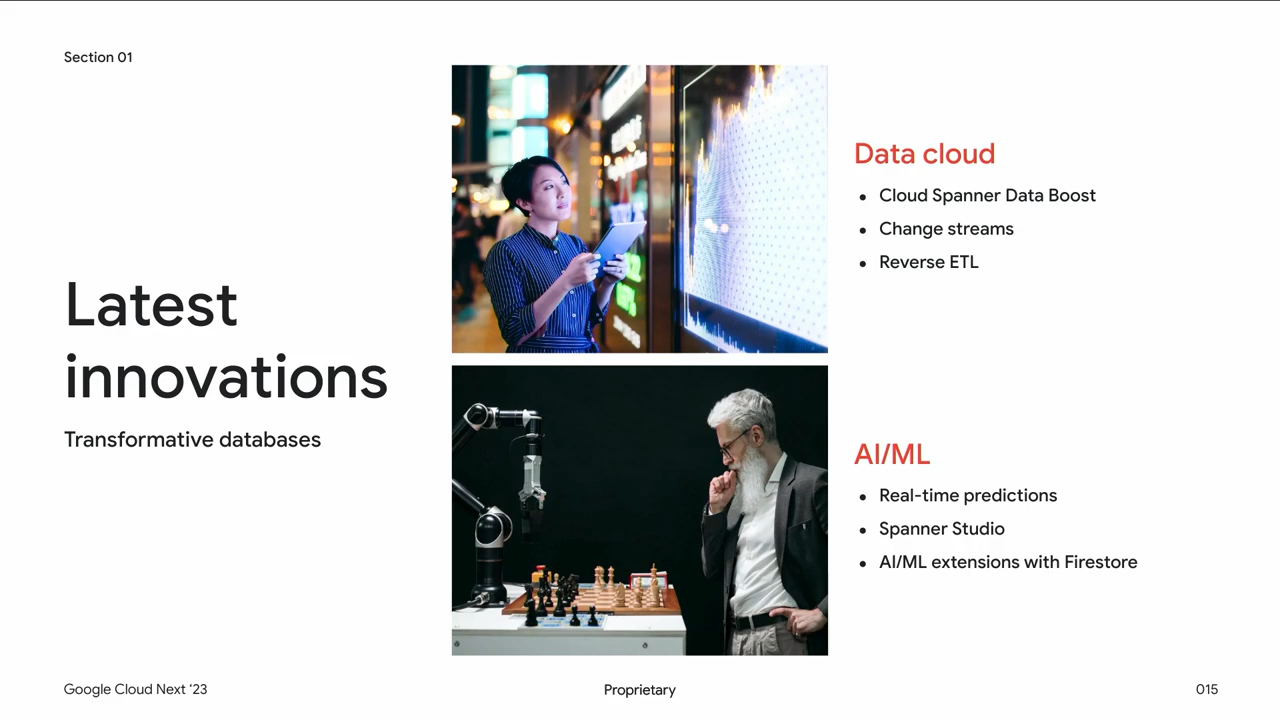 Section 01
Latest
innovations
Transformative databases
Data cloud
• Cloud Spanner Data Boost
• Change streams
• Reverse ETL
AI/ML
• Real-time predictions
• Spanner Studio
• AI/ML extensions with Firestore
Google Cloud Next ‘23
Proprietary
015